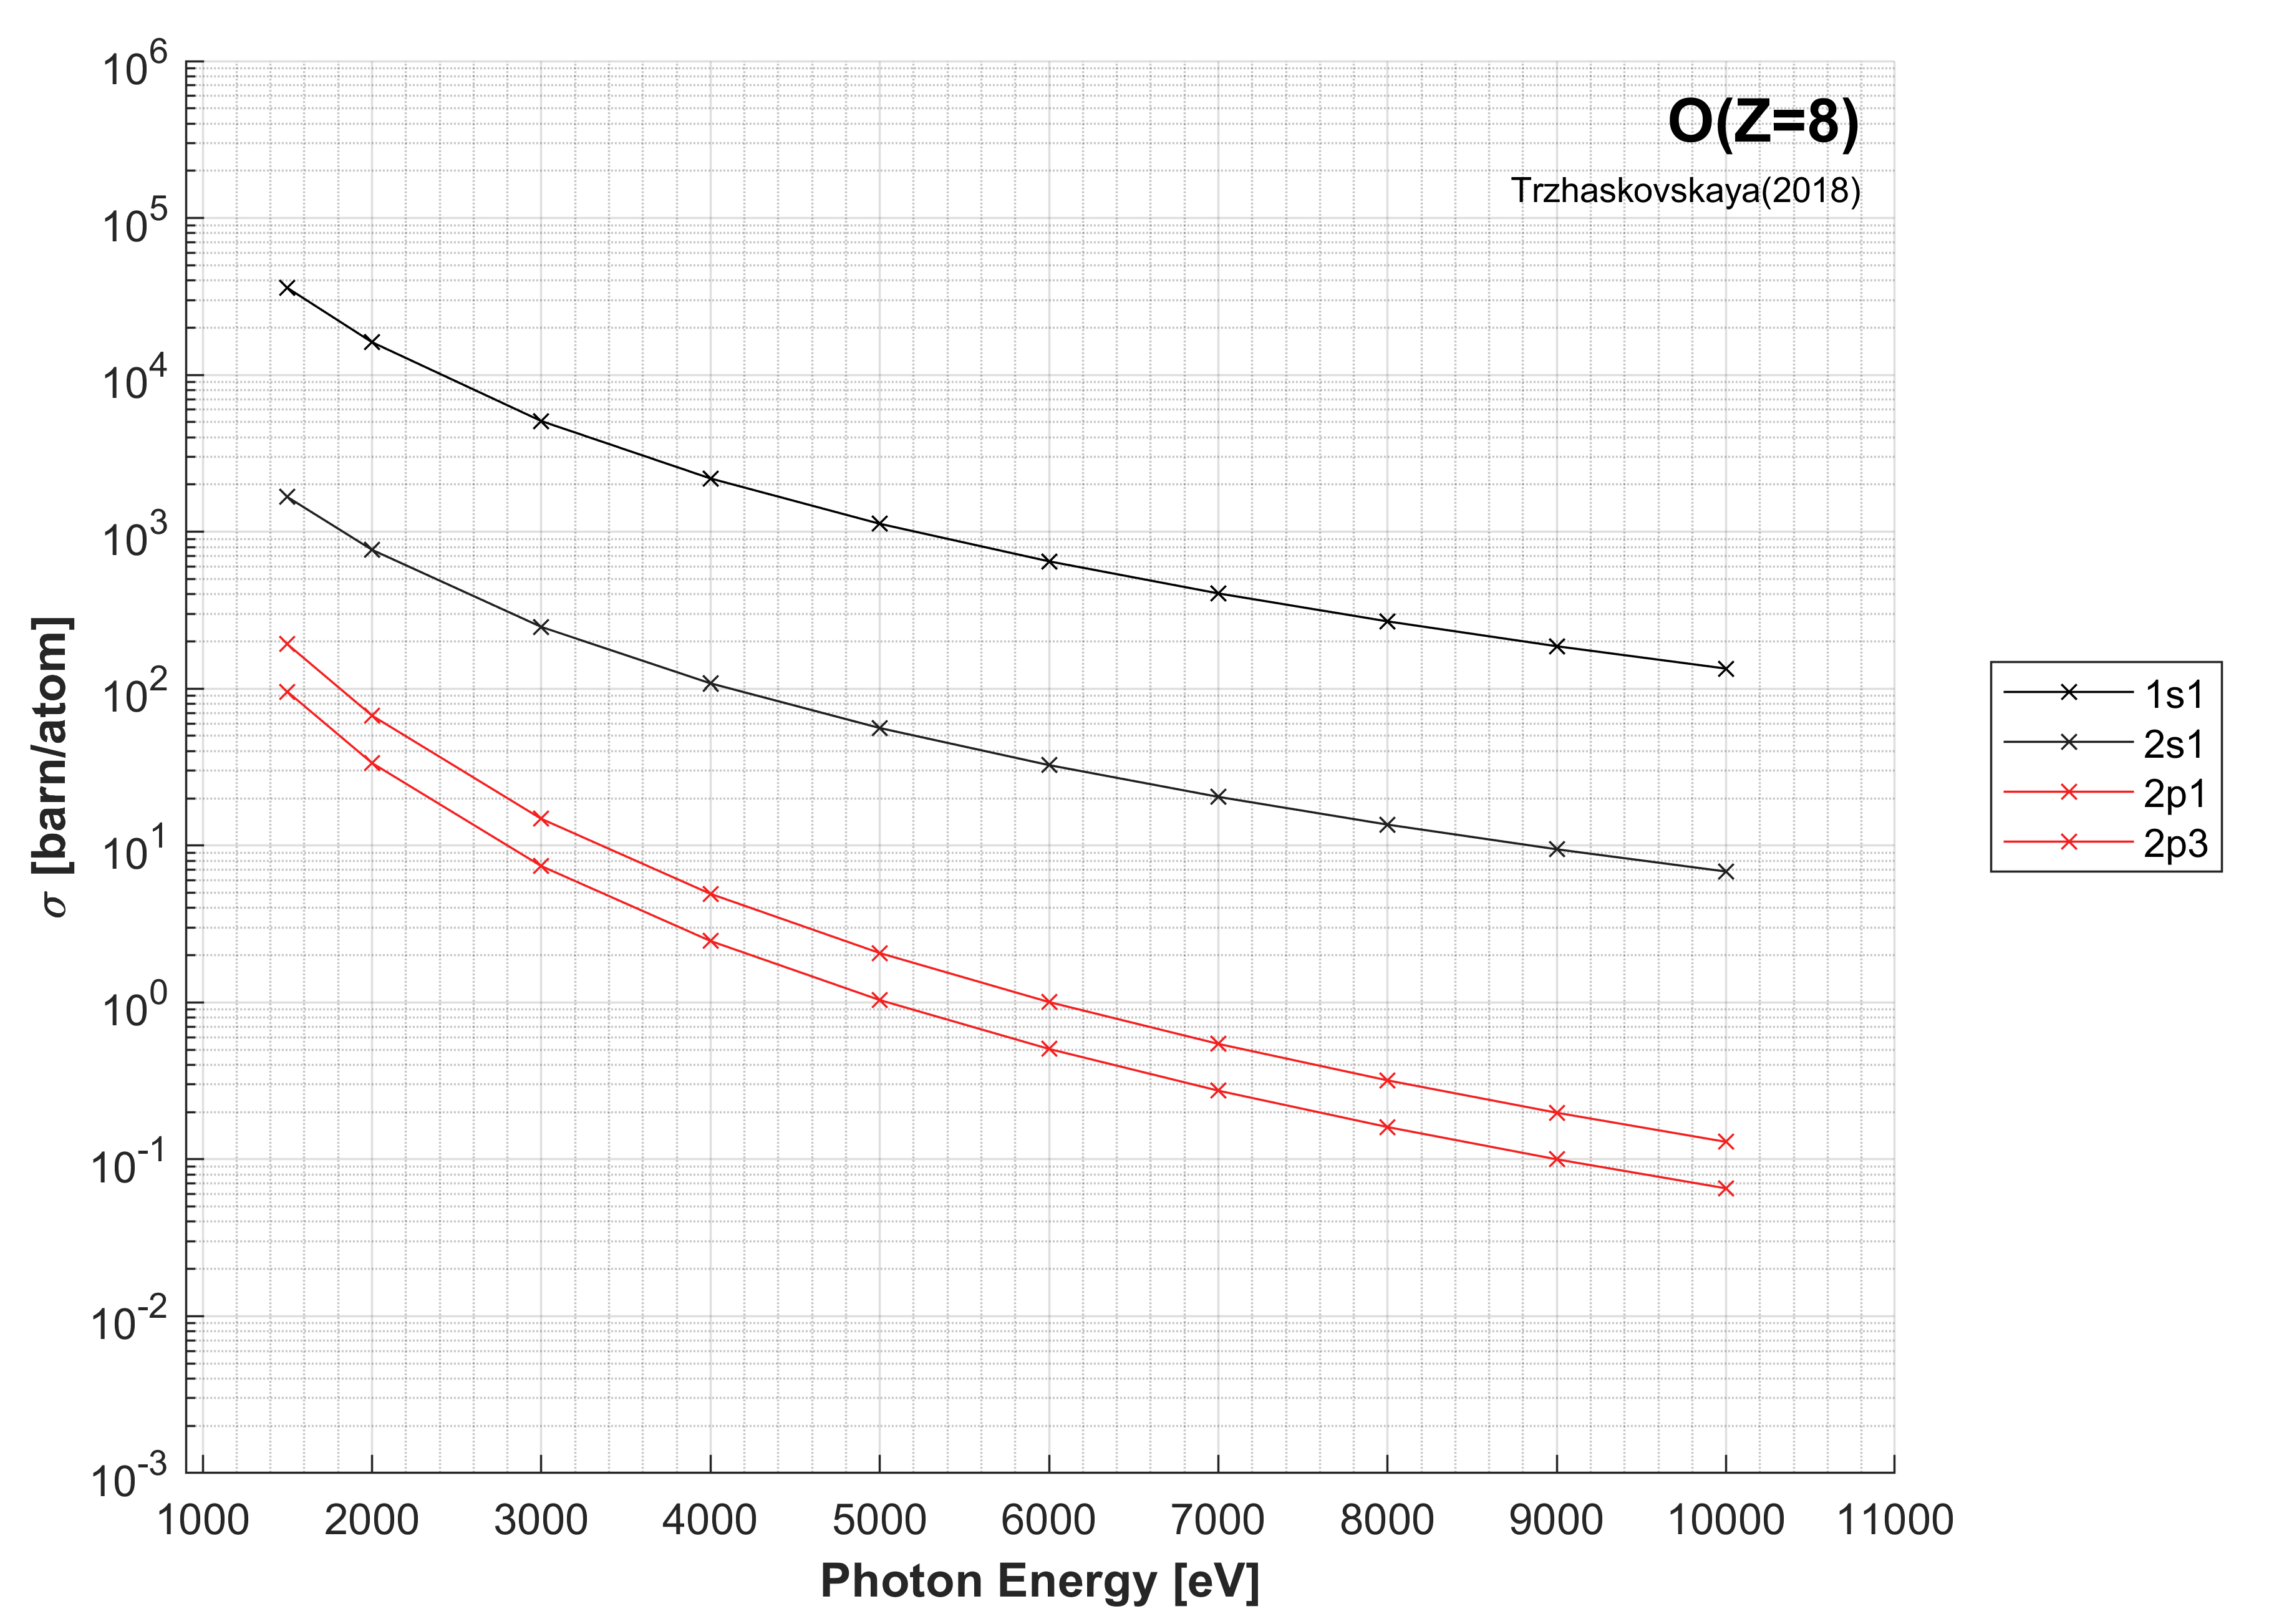 O(Z=8)
Trzhaskovskaya(2018)
10^6
10^5
10^4
10^3
10^2
10^1
10^0
10^-1
10^-2
10^-3
σ [barn/atom]
1000 2000 3000 4000 5000 6000 7000 8000 9000 10000 11000
Photon Energy [eV]
1s1
2s1
2p1
2p3